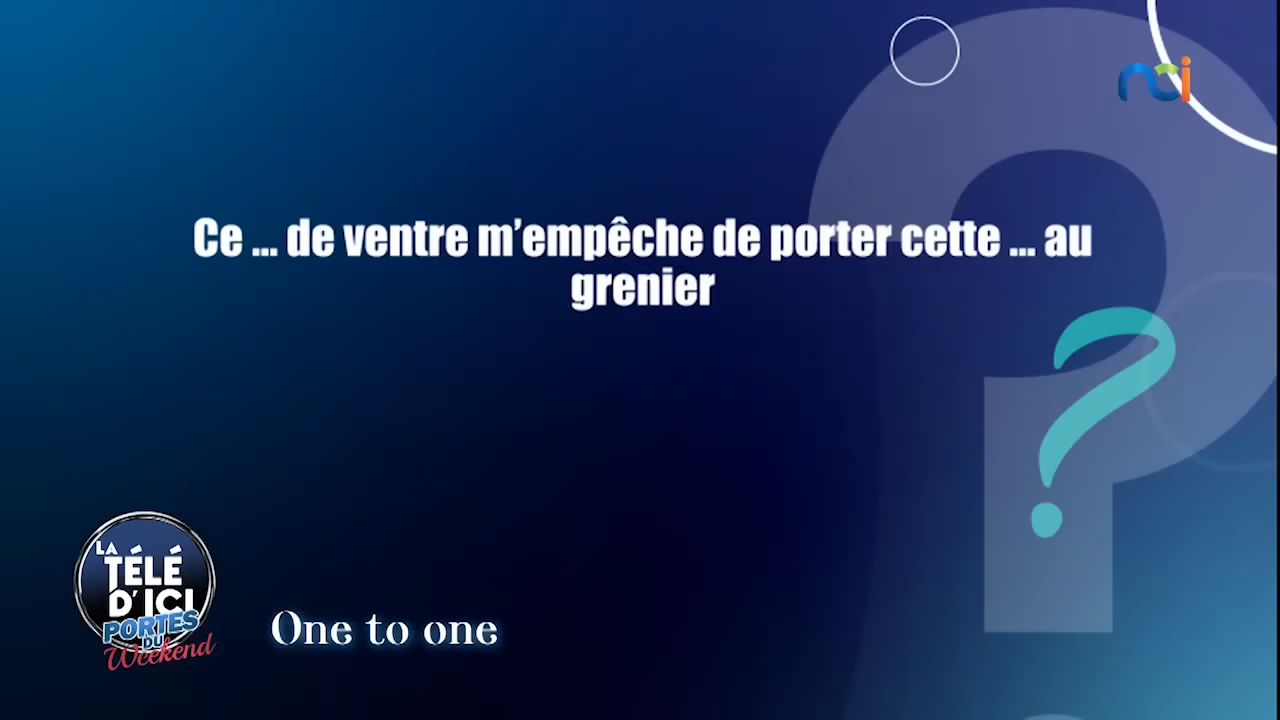 nci
Ce ... de ventre m’empêche de porter cette ... au
grenier
LA
TÉLÉ
D’ICI
PORTES
DU
Weekend
One to one